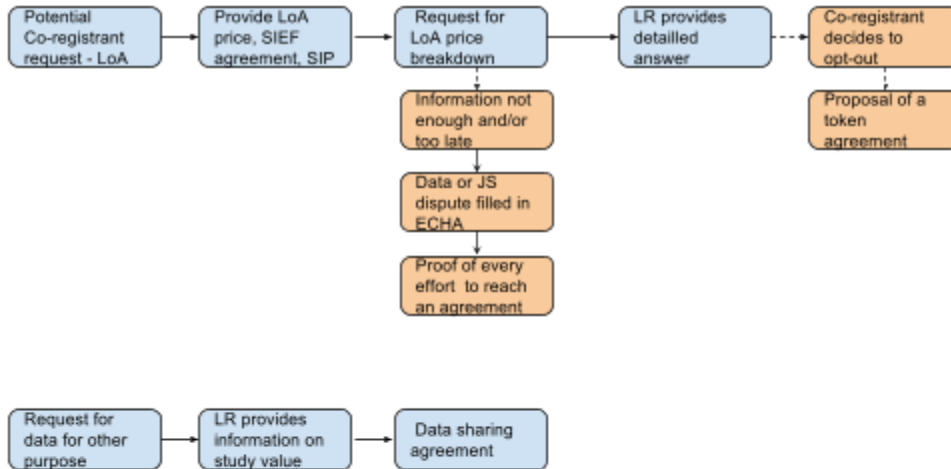 Potential
Co-registrant
request - LoA
Provide LoA
price, SIEF
agreement, SIP
Request for
LoA price
breakdown
LR provides
detailled
answer
Co-registrant
decides to
opt-out
Information not
enough and/or
too late
Proposal of a
token
agreement
Data or JS
dispute filled in
ECHA
Proof of every
effort to reach
an agreement
Request for
data for other
purpose
LR provides
information on
study value
Data sharing
agreement